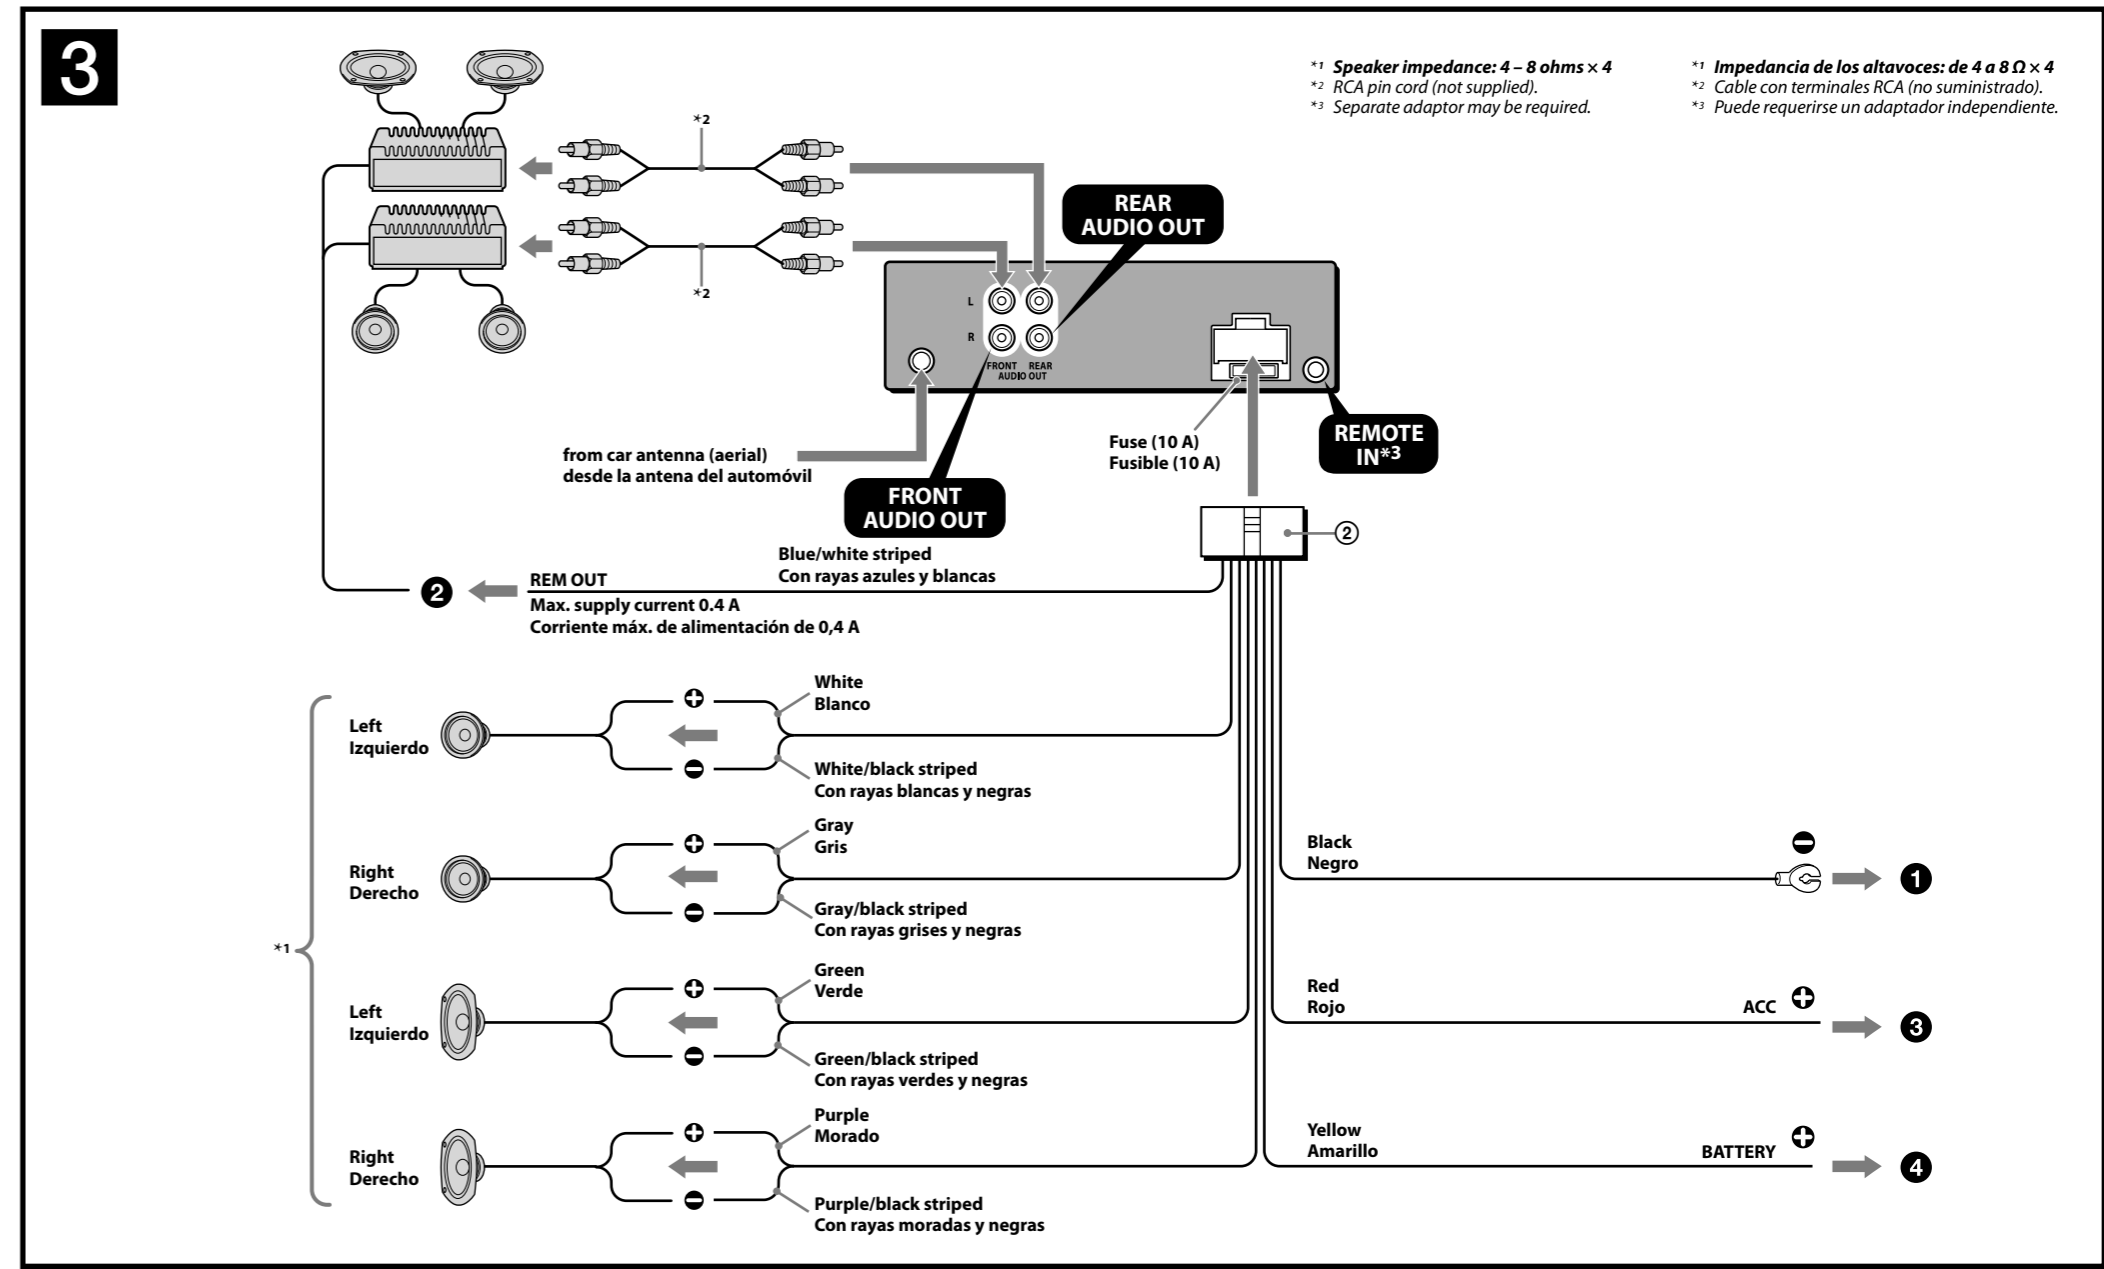 3
*1 Speaker impedance: 4 – 8 ohms × 4
*2 RCA pin cord (not supplied).
*3 Separate adaptor may be required.
*1 Impedancia de los altavoces: de 4 a 8 Ω × 4
*2 Cable con terminales RCA (no suministrado).
*3 Puede requerirse un adaptador independiente.
*2
*2
REAR
AUDIO OUT
L
R
FRONT REAR
AUDIO OUT
from car antenna (aerial)
desde la antena del automóvil
FRONT
AUDIO OUT
Fuse (10 A)
Fusible (10 A)
REMOTE
IN*3
②
Blue/white striped
Con rayas azules y blancas
❷
REM OUT
Max. supply current 0.4 A
Corriente máx. de alimentación de 0,4 A
*1
Left
Izquierdo
+
−
White
Blanco
White/black striped
Con rayas blancas y negras
Right
Derecho
+
−
Gray
Gris
Gray/black striped
Con rayas grises y negras
Left
Izquierdo
+
−
Green
Verde
Green/black striped
Con rayas verdes y negras
Right
Derecho
+
−
Purple
Morado
Purple/black striped
Con rayas moradas y negras
Black
Negro
−
❶
Red
Rojo
ACC +
❸
Yellow
Amarillo
BATTERY +
❹